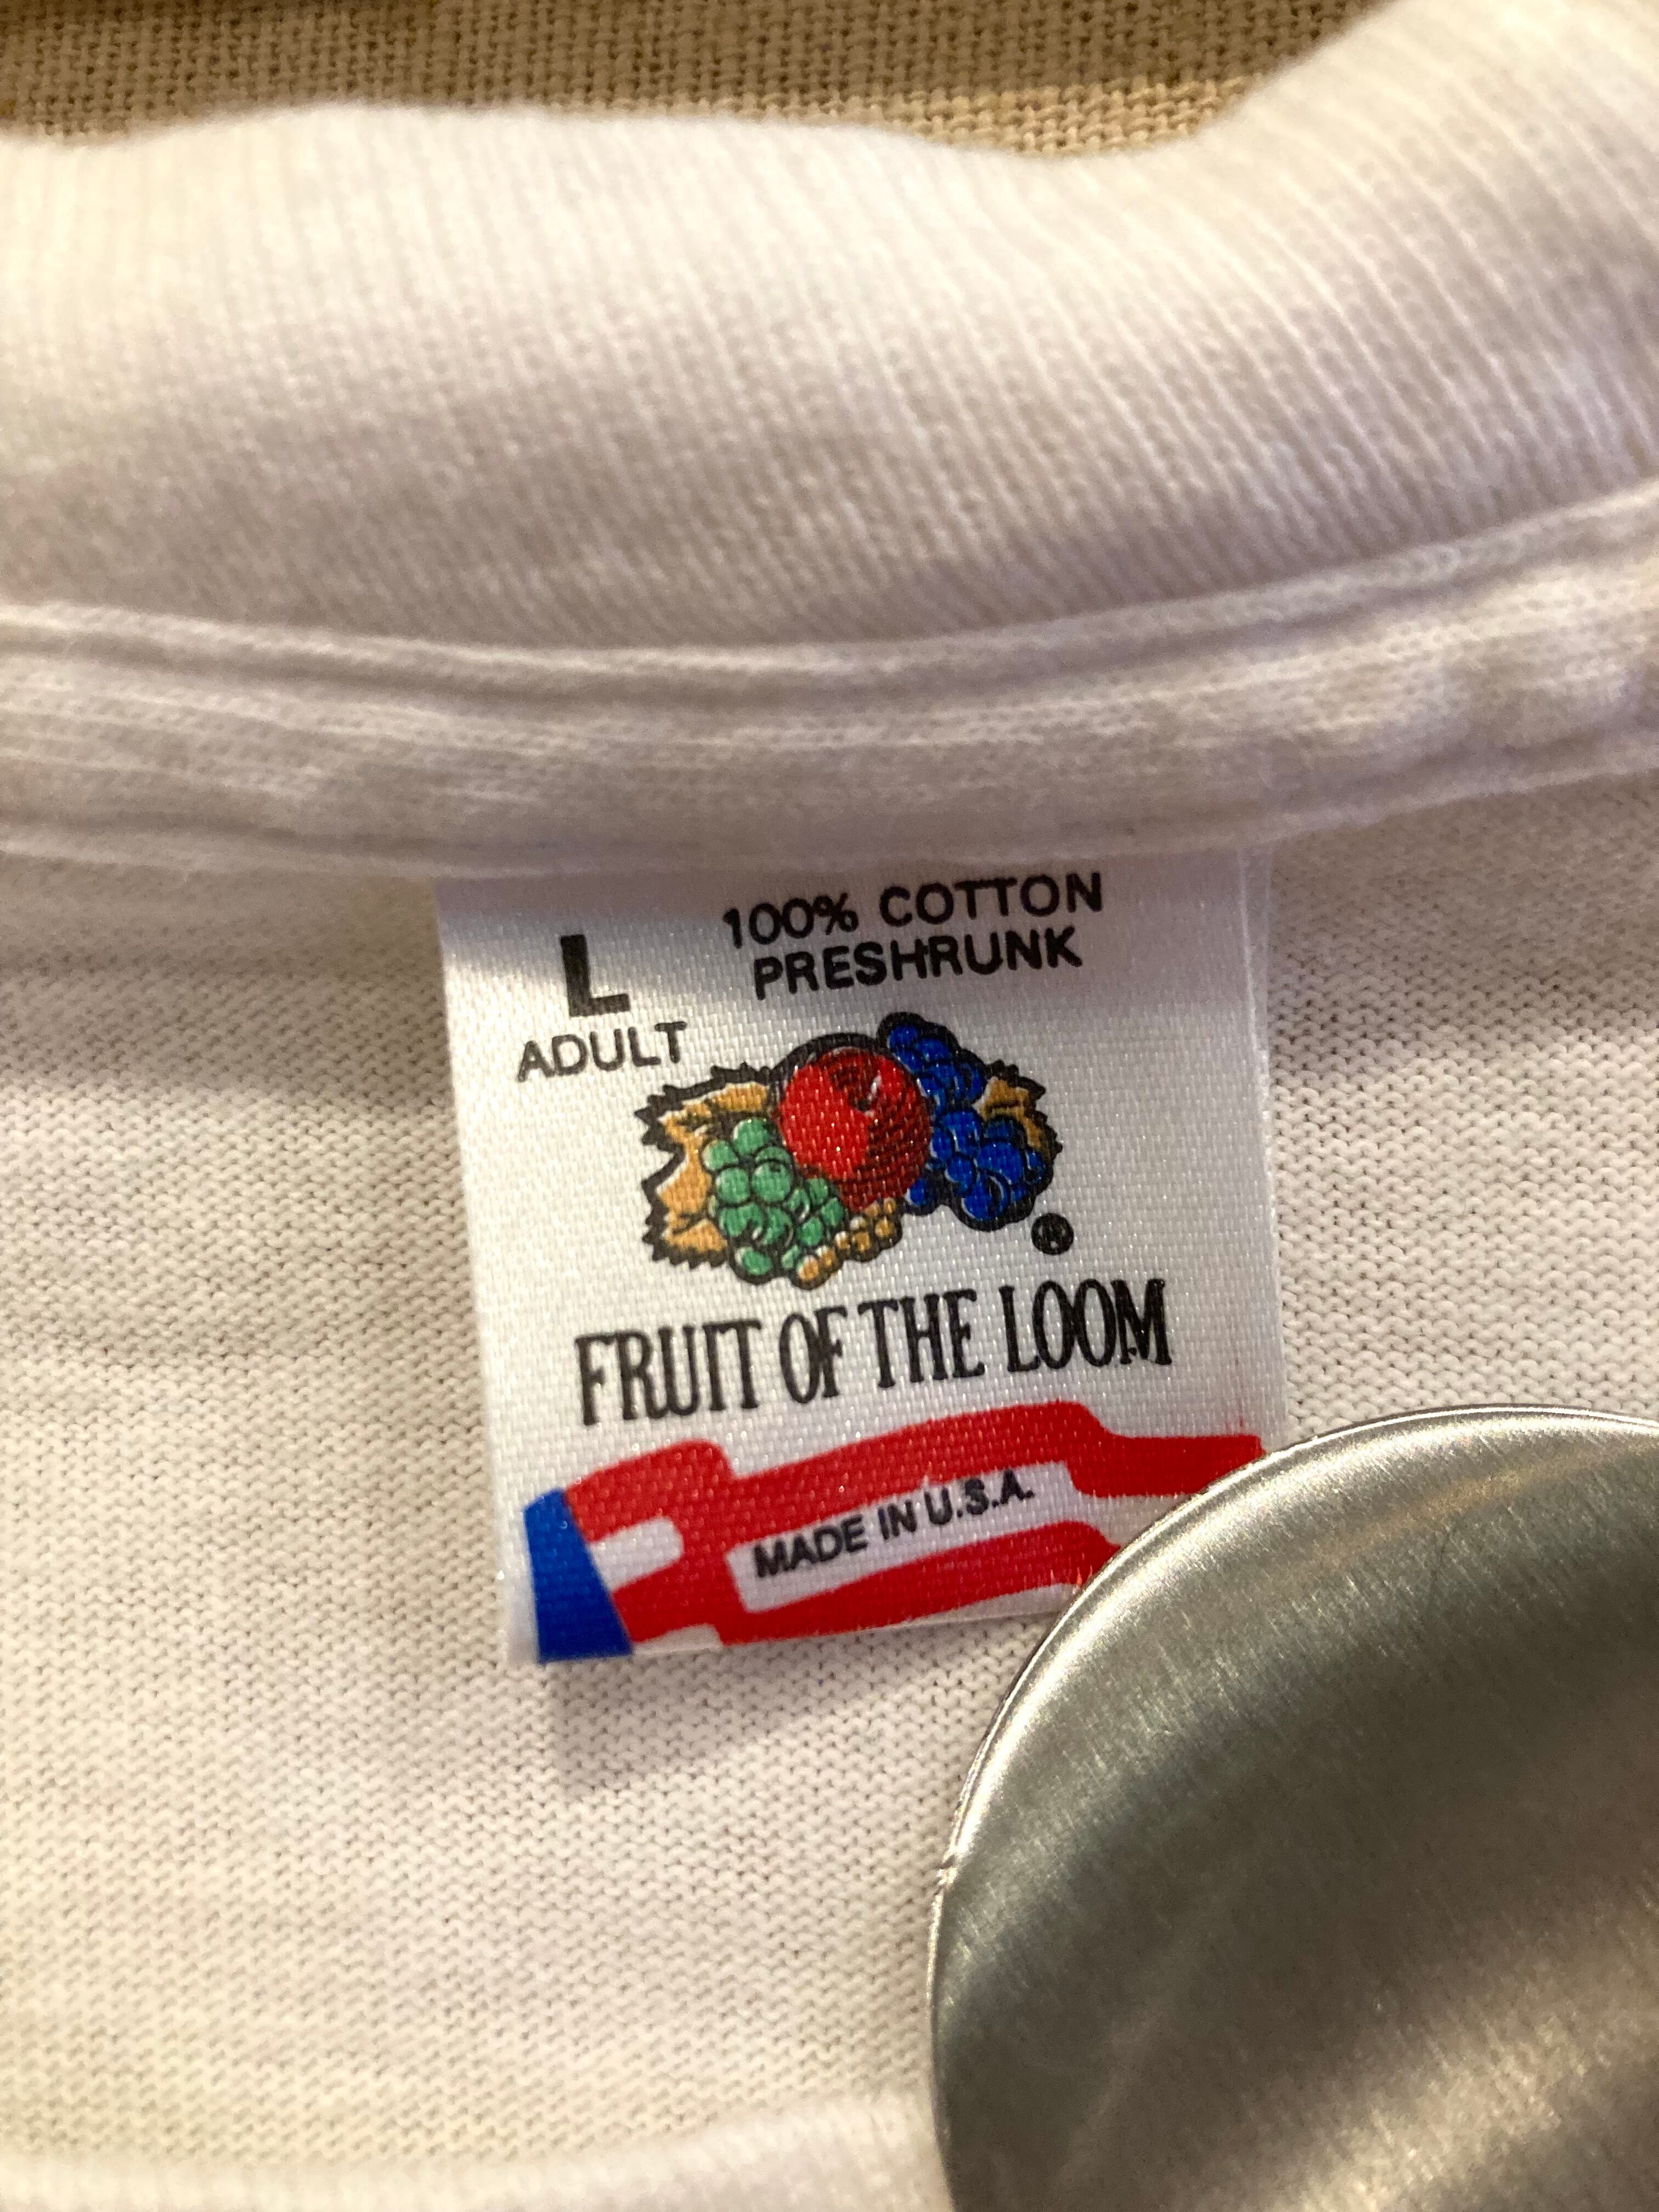 100% COTTON
PRESHRUNK
L
ADULT
®
FRUIT OF THE LOOM
MADE IN U.S.A.